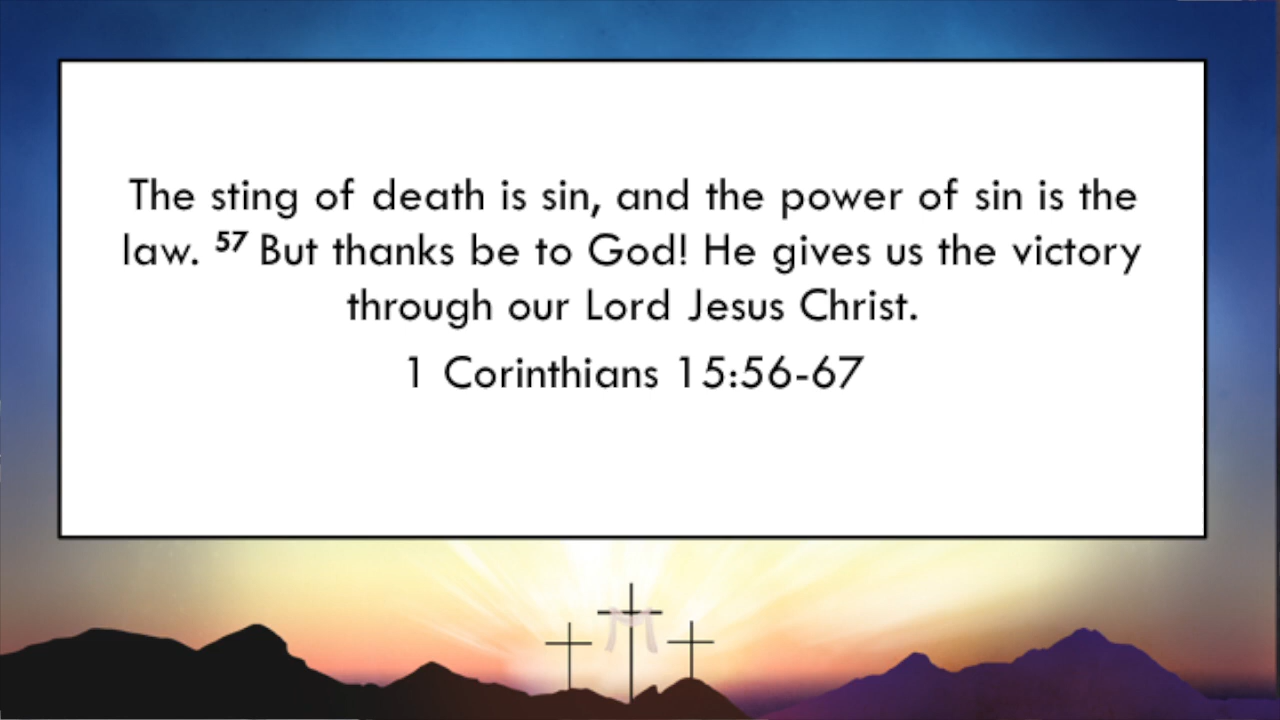 The sting of death is sin, and the power of sin is the
law. ⁵⁷ But thanks be to God! He gives us the victory
through our Lord Jesus Christ.
1 Corinthians 15:56-67